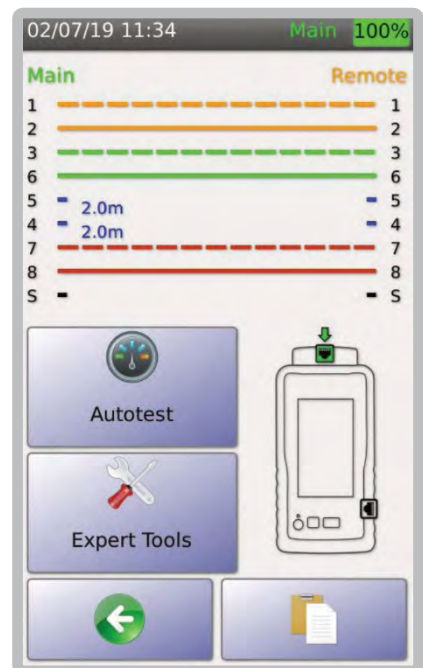 02/07/19 11:34 Main 100%
Main Remote
1 1
2 2
3 3
6 6
5 2.0m 5
4 2.0m 4
7 7
8 8
S S
Autotest
Expert Tools